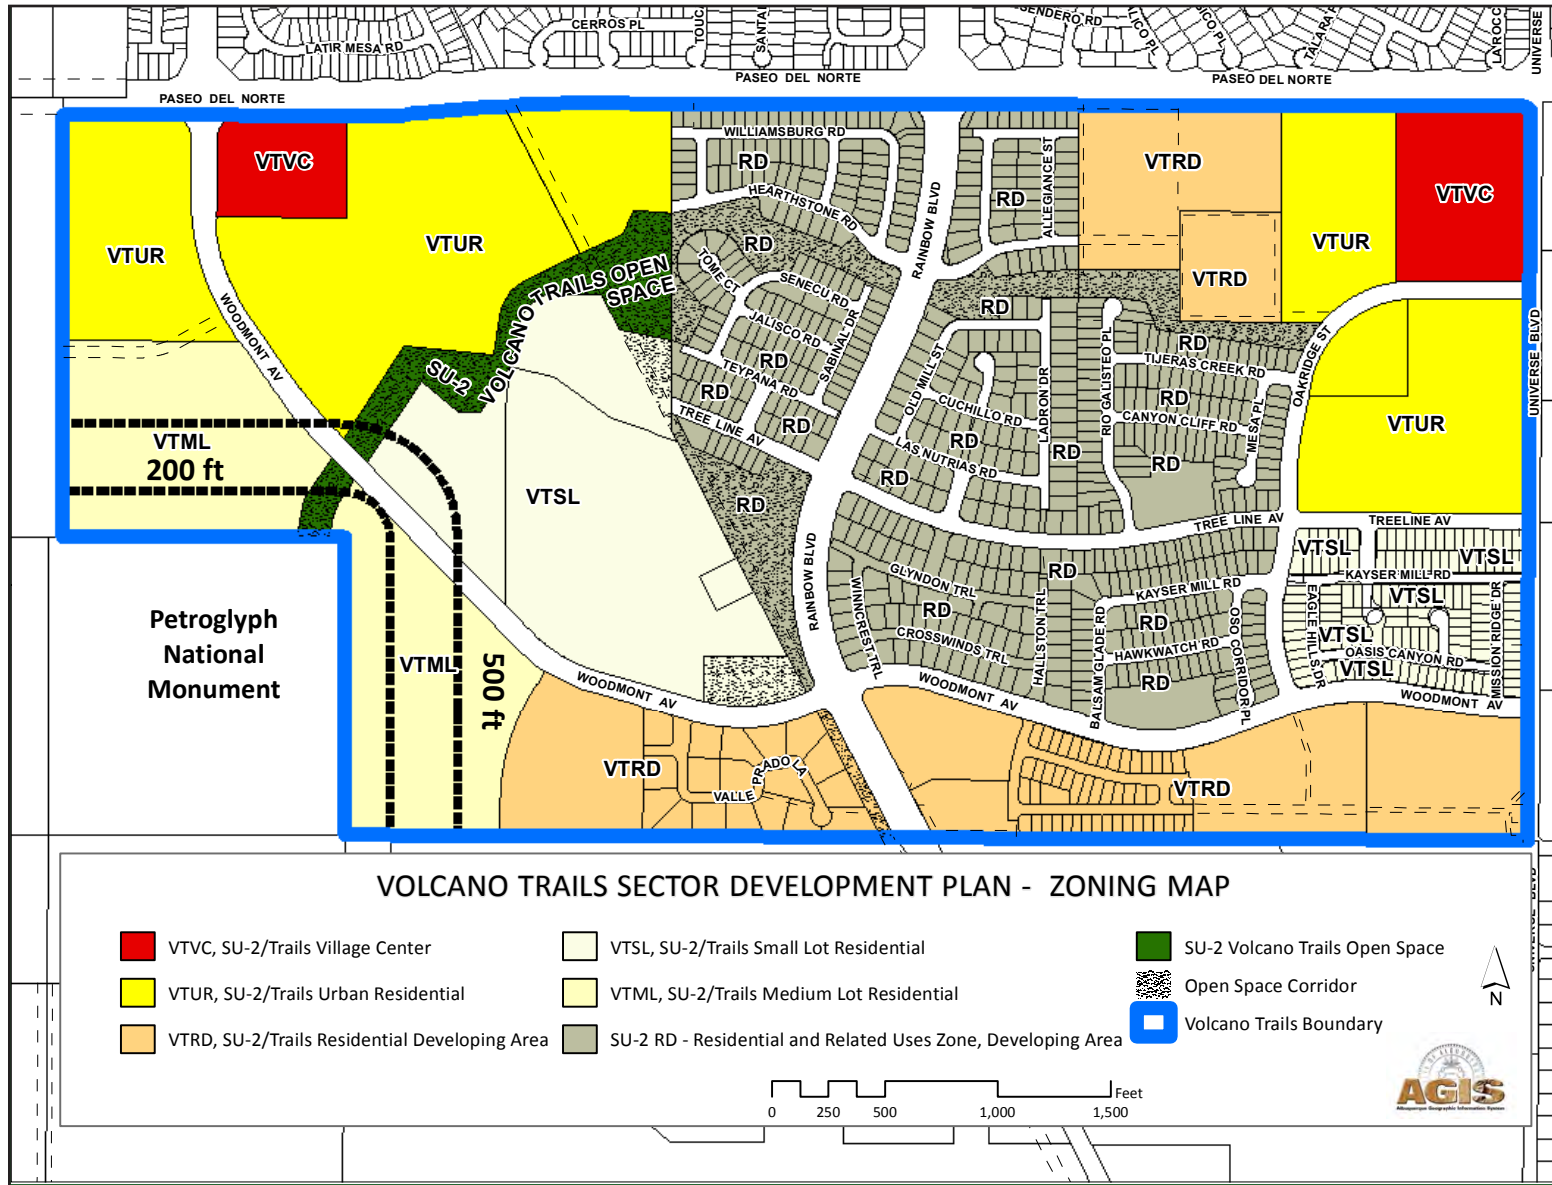 CERROS PL
LATIR MESA RD
SANTA
SENDERO RD
PASEO DEL NORTE
PASEO DEL NORTE
UNIVERSE
PASEO DEL NORTE
VTVC
WILLIAMSBURG RD
RD
VTRD
VTVC
HEARTHSTONE RD
RD
ALLEGIANCE ST
RAINBOW BLVD
VTUR
VTUR
RD
VTUR
VTRD
TOME CT
SENECU RD
VOLCANO TRAILS OPEN
SPACE
SU-2
WOODMONT AV
JALISCO RD
SABINAL DR
RD
RD
TEYPANA RD
RD
RD
TREE LINE AV
OLD MILL ST
LADRON DR
RIO GALISTEO PL
RD
TIJERAS CREEK RD
OAKRIDGE ST
UNIVERSE BLVD
CUCHILLO RD
RD
RD
CANYON CLIFF RD
MESA PL
VTUR
LAS NUTRIAS RD
RD
RD
RD
VTML
200 ft
VTSL
RD
TREE LINE AV
TREELINE AV
VTSL
VTSL
RAINBOW BLVD
GLYNDON TRL
RD
KAYSER MILL RD
KAYSER MILL RD
WINNCREST TRL
RD
HALLSTON TRL
BALSAM GLADE RD
RD
OSO CORRIDOR PL
EAGLE HILLS DR
VTSL
MISSION RIDGE DR
Petroglyph
National
Monument
CROSSWINDS TRL
HAWKWATCH RD
VTSL
OASIS CANYON RD
VTSL
VTML
500 ft
WOODMONT AV
WOODMONT AV
RD
WOODMONT AV
VTRD
VALLE PRADO LA
VTRD
VOLCANO TRAILS SECTOR DEVELOPMENT PLAN - ZONING MAP
VTVC, SU-2/Trails Village Center
VTUR, SU-2/Trails Urban Residential
VTRD, SU-2/Trails Residential Developing Area
VTSL, SU-2/Trails Small Lot Residential
VTML, SU-2/Trails Medium Lot Residential
SU-2 RD - Residential and Related Uses Zone, Developing Area
SU-2 Volcano Trails Open Space
Open Space Corridor
Volcano Trails Boundary
N
Feet
0 250 500 1,000 1,500
AGIS
Albuquerque Geographic Information System